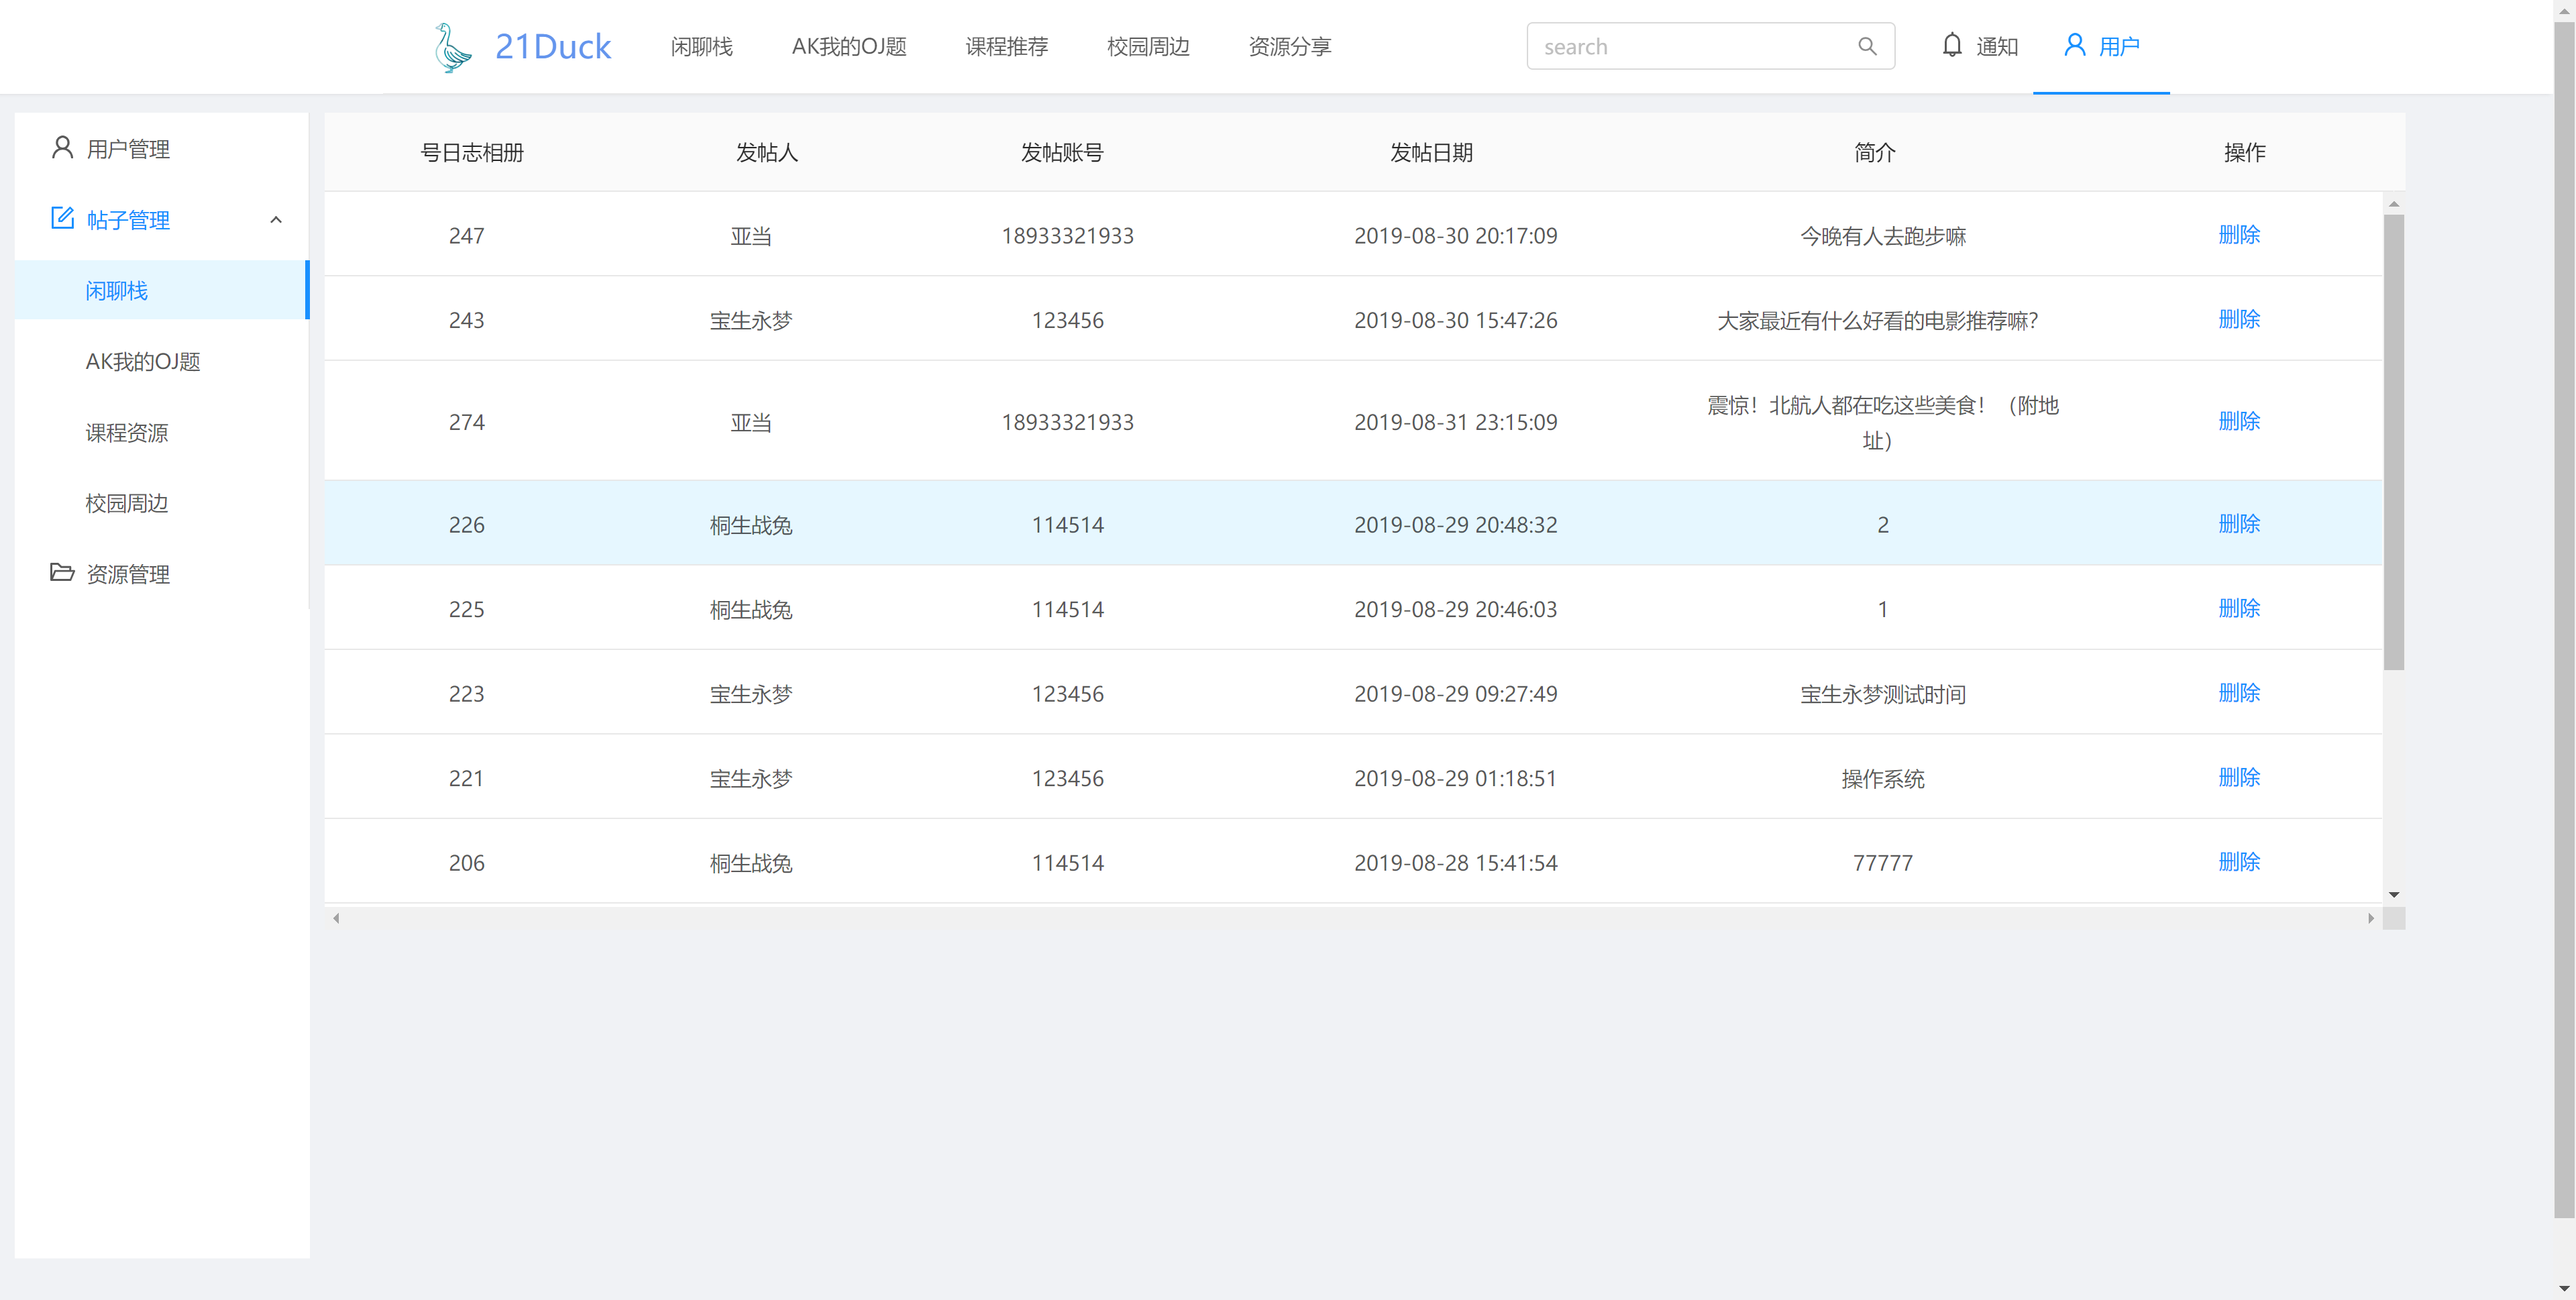 21Duck 闲聊栈 AK我的OJ题 课程推荐 校园周边 资源分享 search 通知 用户
用户管理
帖子管理
闲聊栈
AK我的OJ题
课程资源
校园周边
资源管理
号日志相册 发帖人 发帖账号 发帖日期 简介 操作
247 亚当 18933321933 2019-08-30 20:17:09 今晚有人去跑步嘛 删除
243 宝生永梦 123456 2019-08-30 15:47:26 大家最近有什么好看的电影推荐嘛? 删除
274 亚当 18933321933 2019-08-31 23:15:09 震惊！北航人都在吃这些美食！（附地
址） 删除
226 桐生战兔 114514 2019-08-29 20:48:32 2 删除
225 桐生战兔 114514 2019-08-29 20:46:03 1 删除
223 宝生永梦 123456 2019-08-29 09:27:49 宝生永梦测试时间 删除
221 宝生永梦 123456 2019-08-29 01:18:51 操作系统 删除
206 桐生战兔 114514 2019-08-28 15:41:54 77777 删除